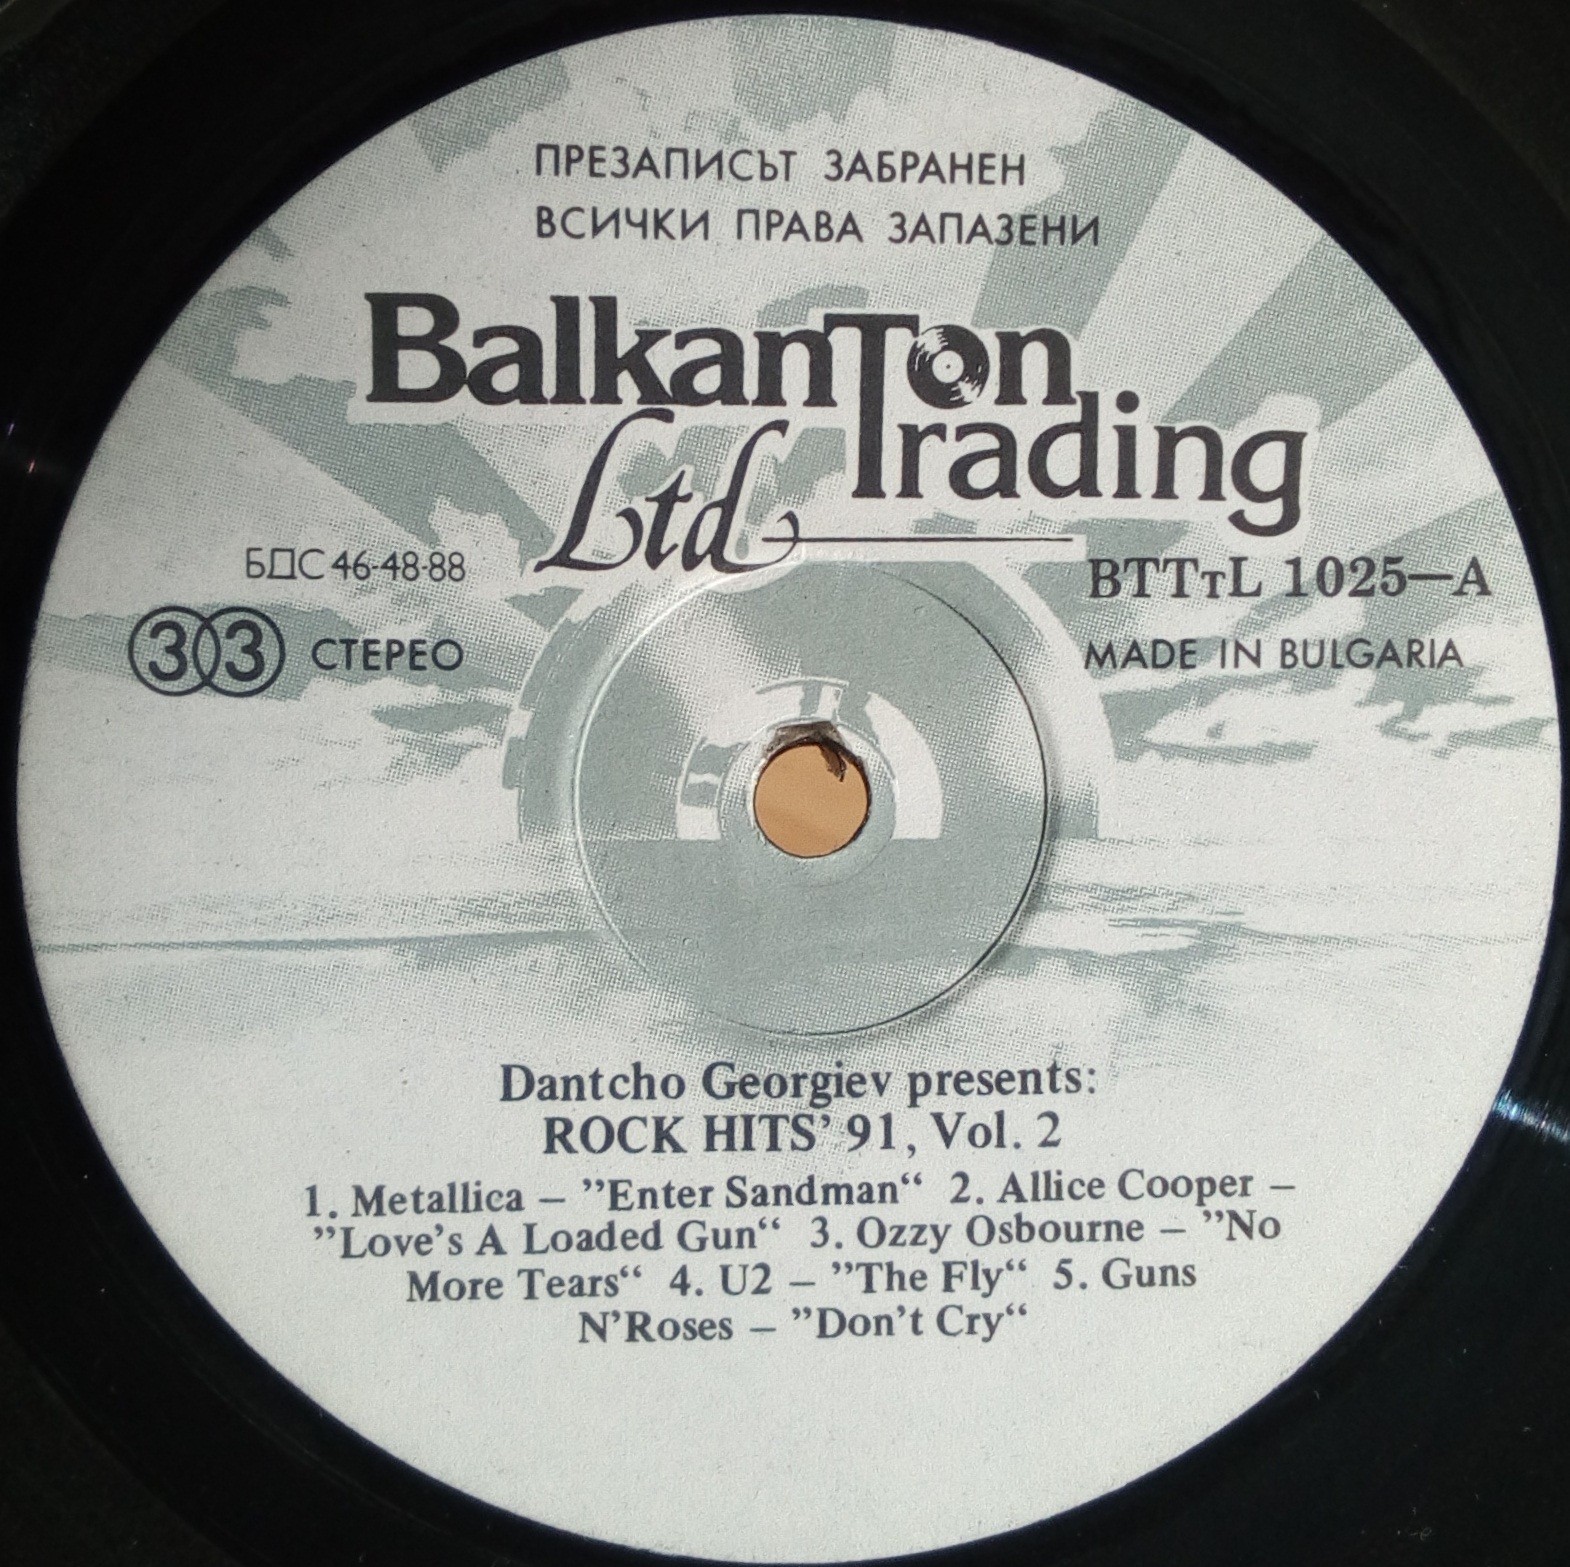 ПРЕЗАПИСЪТ ЗАБРАНЕН
ВСИЧКИ ПРАВА ЗАПАЗЕНИ
BalkanTon
Trading
Ltd
БДС 46-48-88
33 СТЕРЕО
ВТТтL 1025—А
MADE IN BULGARIA
Dantcho Georgiev presents:
ROCK HITS’ 91, Vol. 2
1. Metallica – ”Enter Sandman“ 2. Allice Cooper –
”Love's A Loaded Gun“ 3. Ozzy Osbourne – ”No
More Tears“ 4. U2 – ”The Fly“ 5. Guns
N’Roses – ”Don't Cry“